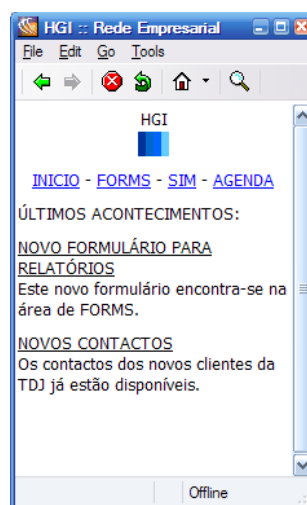 HGI :: Rede Empresarial
File Edit Go Tools
HGI
INICIO - FORMS - SIM - AGENDA
ÚLTIMOS ACONTECIMENTOS:
NOVO FORMULÁRIO PARA
RELATÓRIOS
Este novo formulário encontra-se na
área de FORMS.
NOVOS CONTACTOS
Os contactos dos novos clientes da
TDJ já estão disponíveis.
Offline